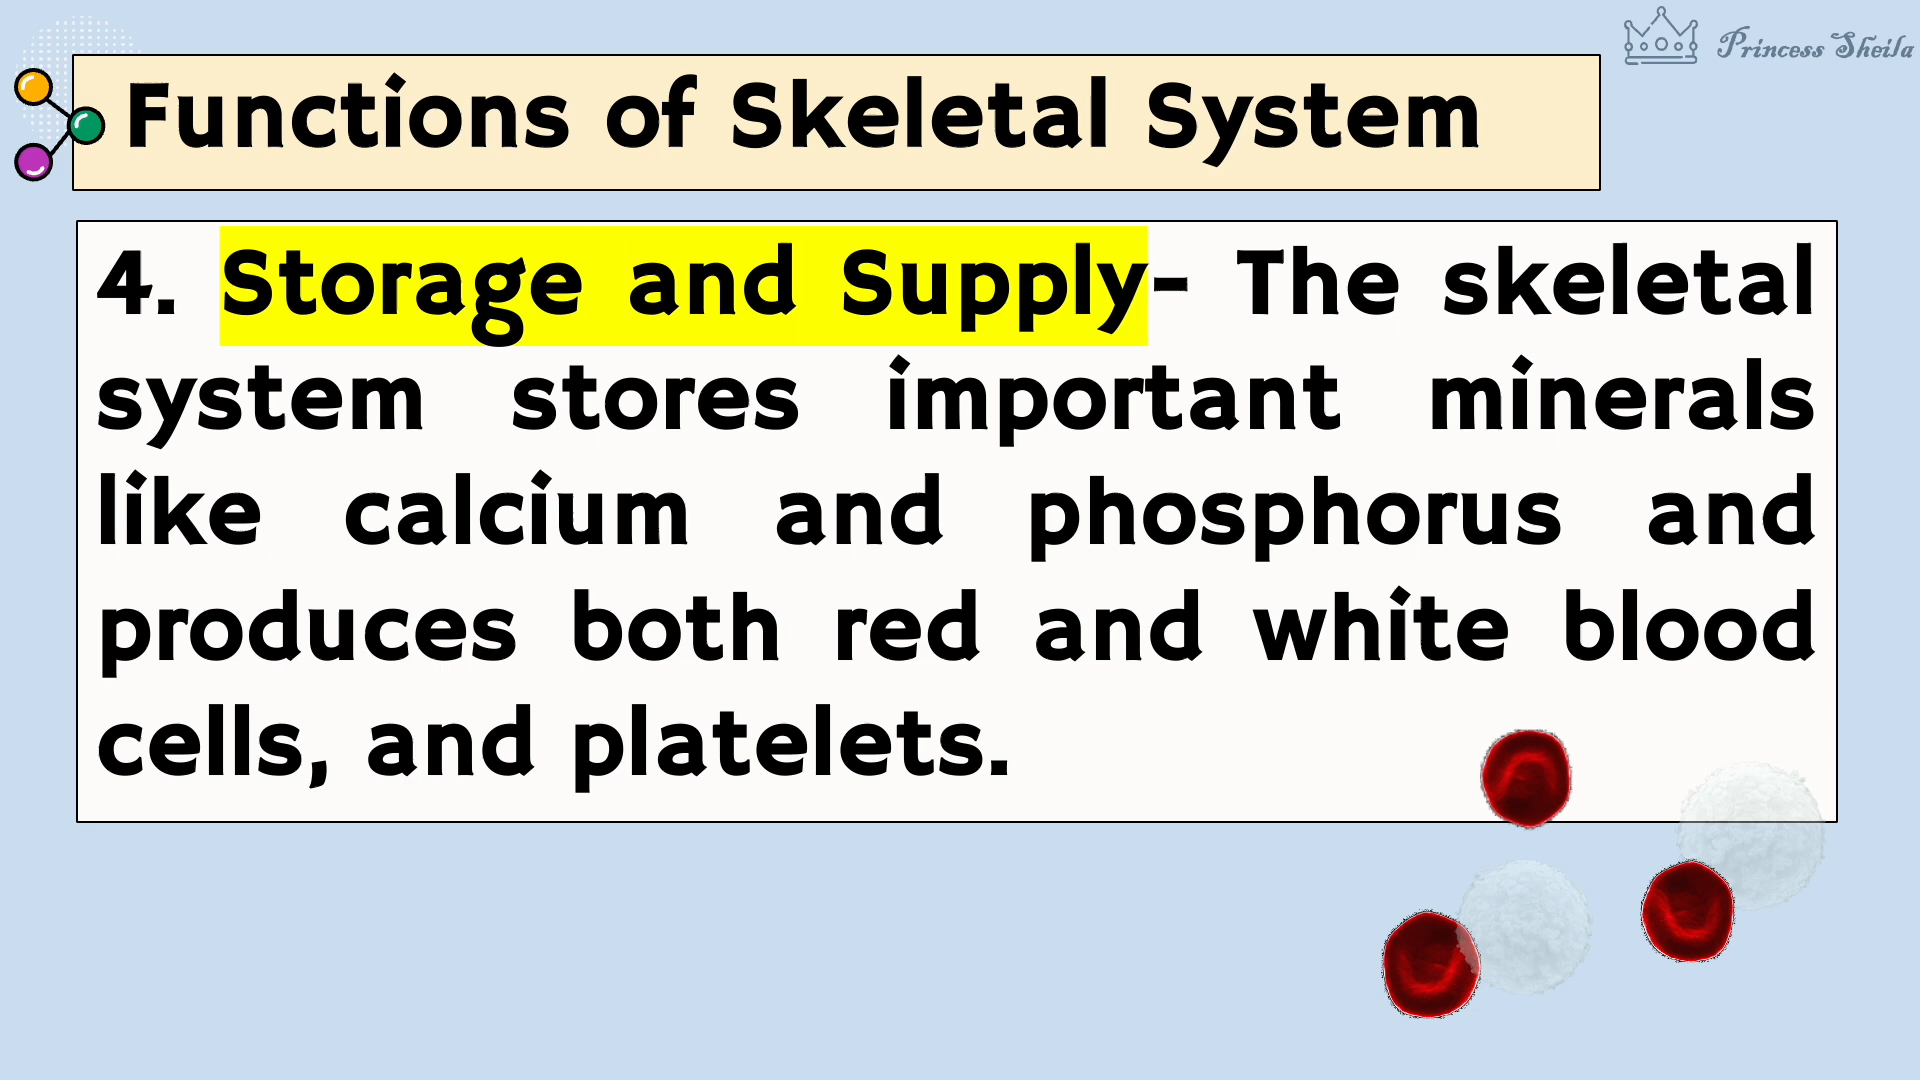 Princess Sheila
Functions of Skeletal System
4. Storage and Supply- The skeletal
system stores important minerals
like calcium and phosphorus and
produces both red and white blood
cells, and platelets.